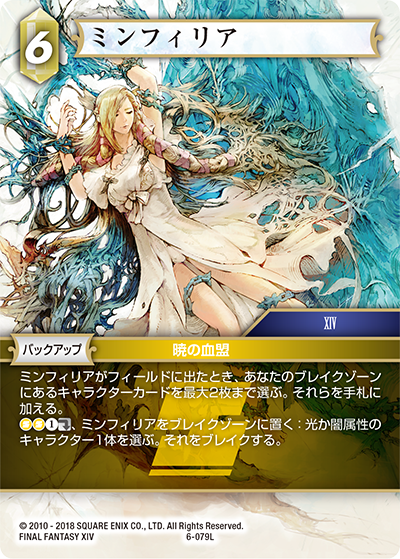 6
ミンフィリア
XIV
バックアップ
暁の血盟
ミンフィリアがフィールドに出たとき、あなたのブレイクゾーン
にあるキャラクターカードを最大2枚まで選ぶ。それらを手札に
加える。
1、ミンフィリアをブレイクゾーンに置く：光か闇属性の
キャラクター1体を選ぶ。それをブレイクする。
© 2010 - 2018 SQUARE ENIX CO., LTD. All Rights Reserved.
FINAL FANTASY XIV 6-079L